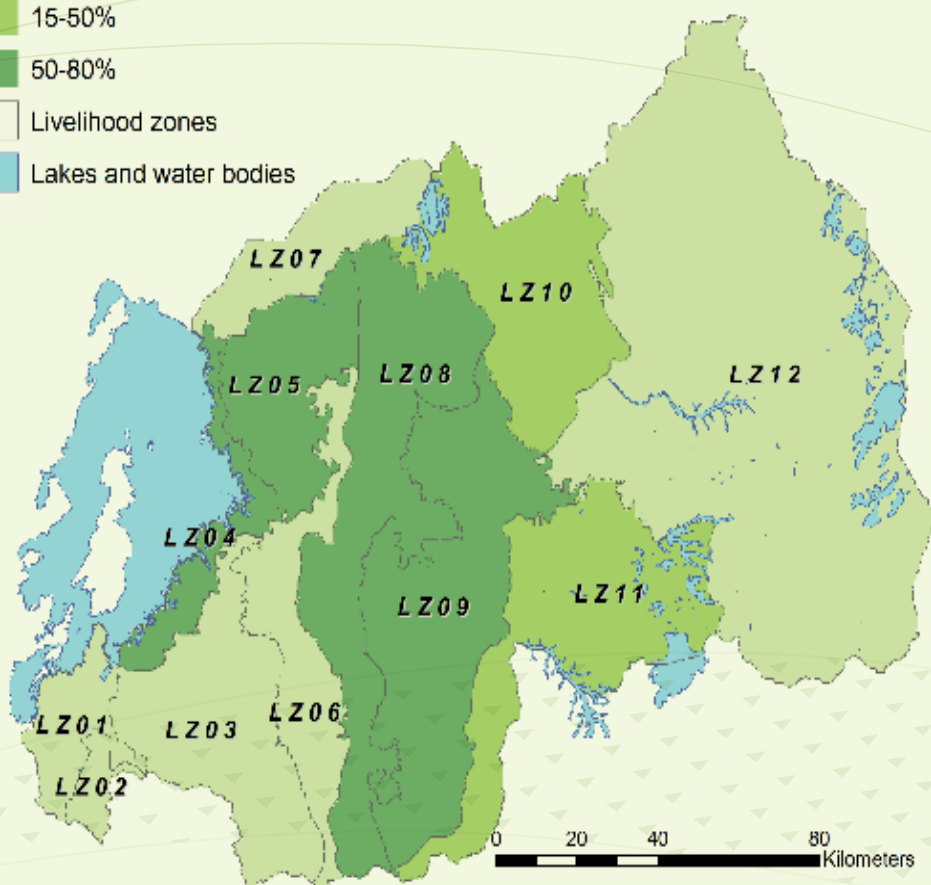 15-50%
50-80%
Livelihood zones
Lakes and water bodies
LZ07
LZ10
LZ05
LZ08
LZ12
LZ04
LZ11
LZ09
LZ01
LZ03
LZ06
LZ02
0 20 40 80
Kilometers